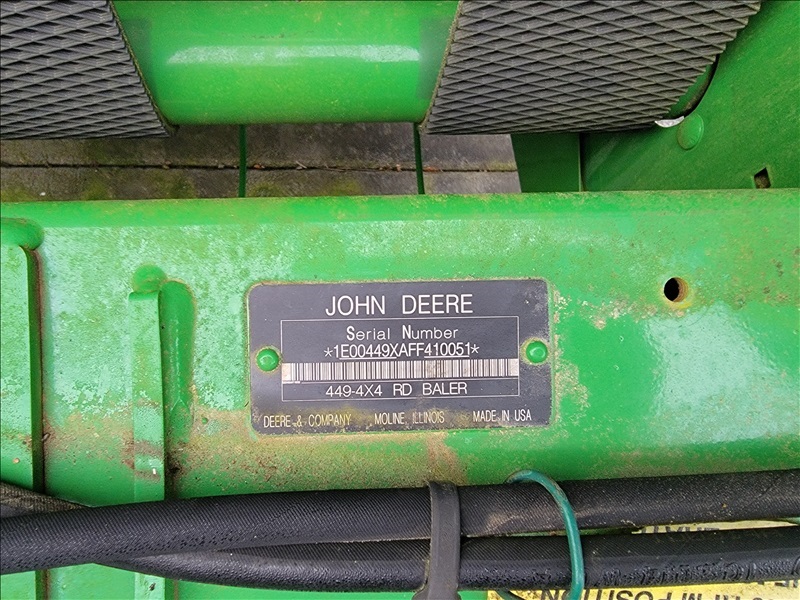 JOHN DEERE
Serial Number
*1E00449XAFF410051*
449-4X4 RD BALER
DEERE & COMPANY MOLINE, ILLINOIS MADE IN USA